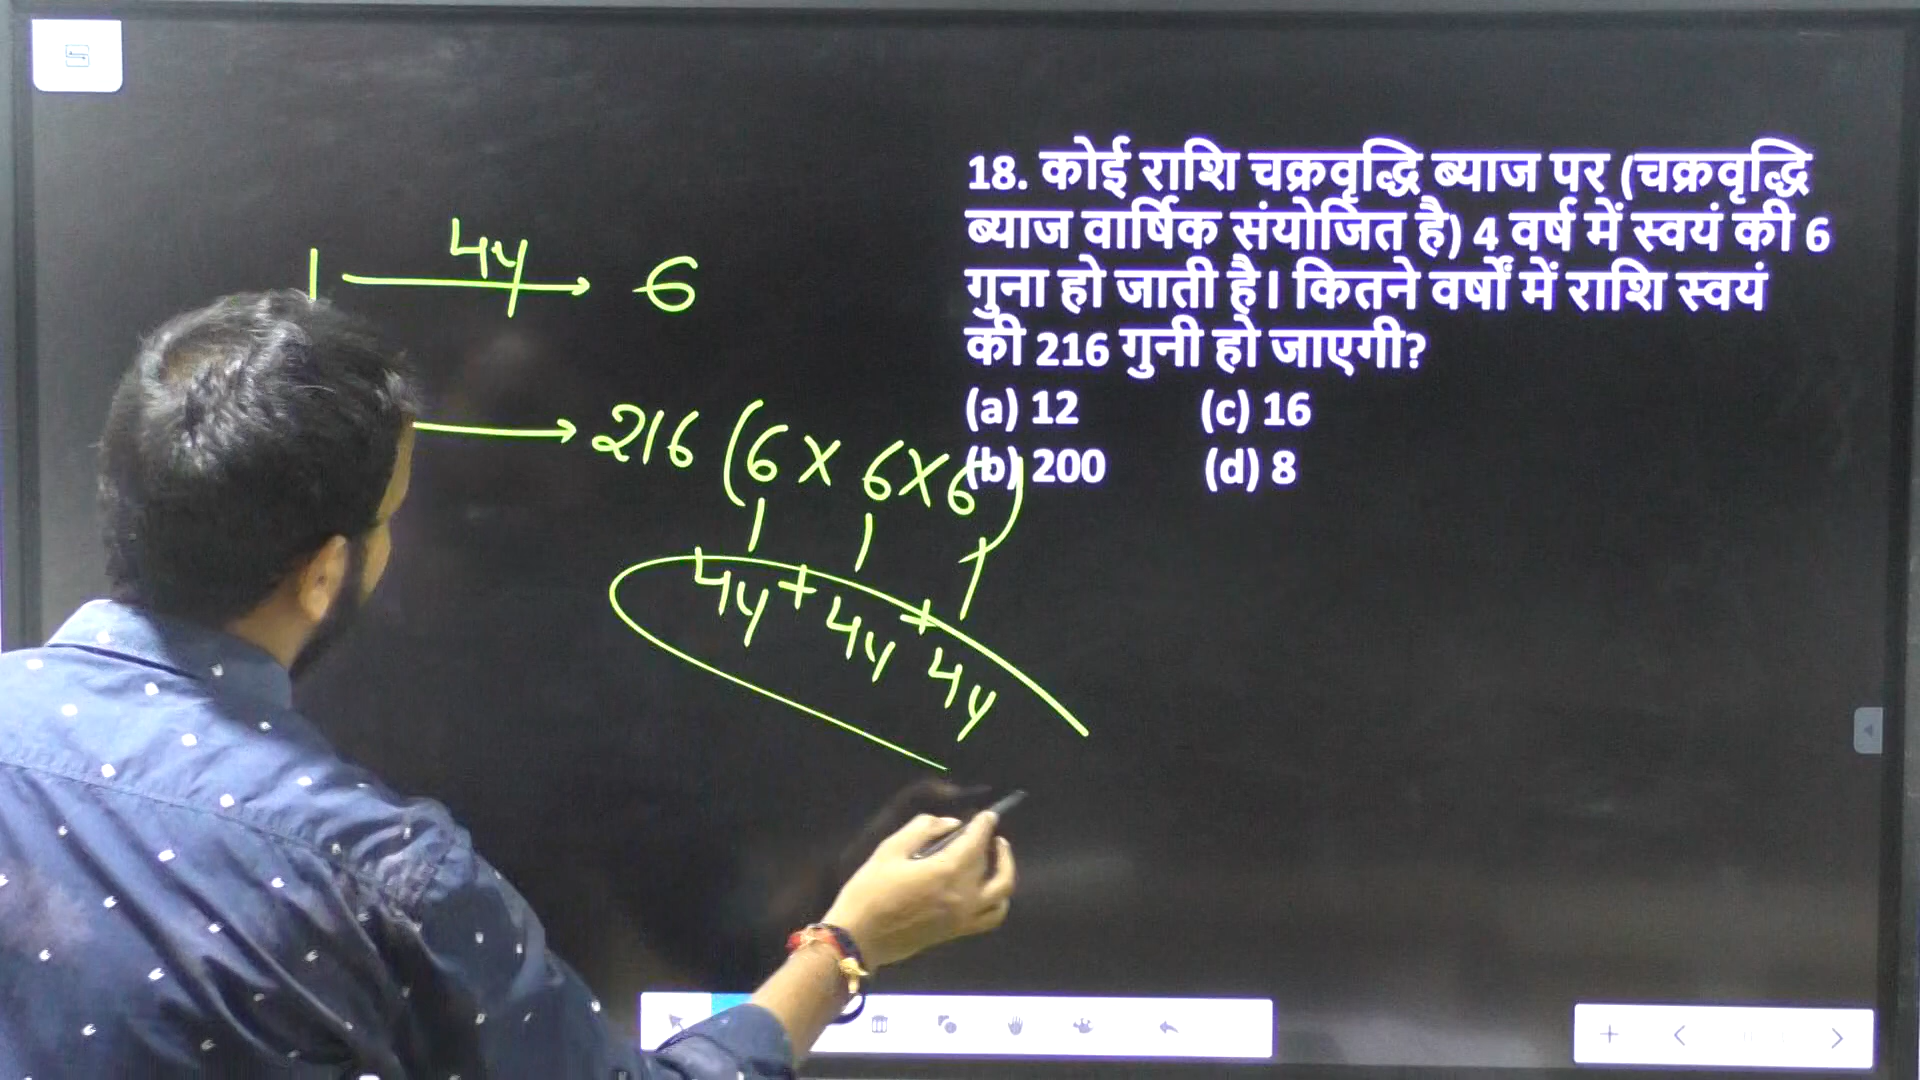 18. कोई राशि चक्रवृद्धि ब्याज पर (चक्रवृद्धि
ब्याज वार्षिक संयोजित है) 4 वर्ष में स्वयं की 6
गुना हो जाती है। कितने वर्षों में राशि स्वयं
की 216 गुनी हो जाएगी?
(a) 12 (c) 16
(b) 200 (d) 8
1 4y → 6
→ 216 (6 × 6 × 6)
4y + 4y + 4y